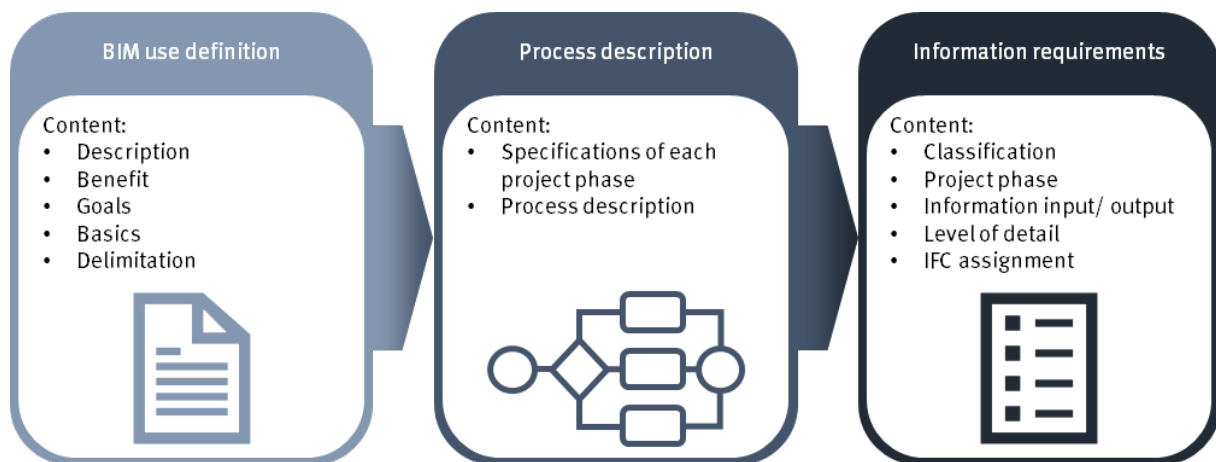 BIM use definition
Content:
• Description
• Benefit
• Goals
• Basics
• Delimitation
Process description
Content:
• Specifications of each
project phase
• Process description
Information requirements
Content:
• Classification
• Project phase
• Information input/ output
• Level of detail
• IFC assignment